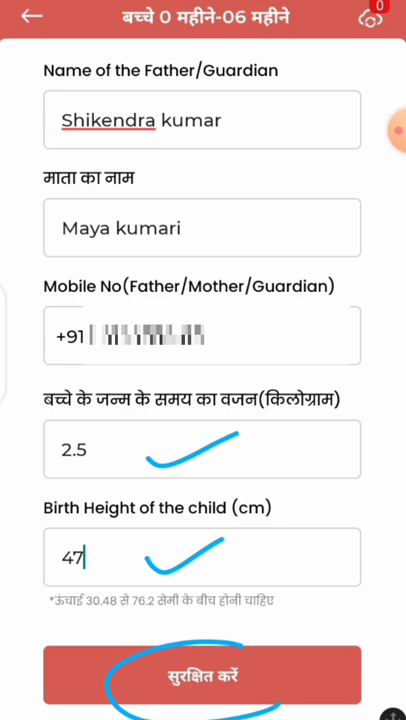 बच्चे 0 महीने-06 महीने
0
Name of the Father/Guardian
Shikendra kumar
माता का नाम
Maya kumari
Mobile No(Father/Mother/Guardian)
+91
बच्चे के जन्म के समय का वजन(किलोग्राम)
2.5
Birth Height of the child (cm)
47
*ऊंचाई 30.48 से 76.2 सेमी के बीच होनी चाहिए
सुरक्षित करें